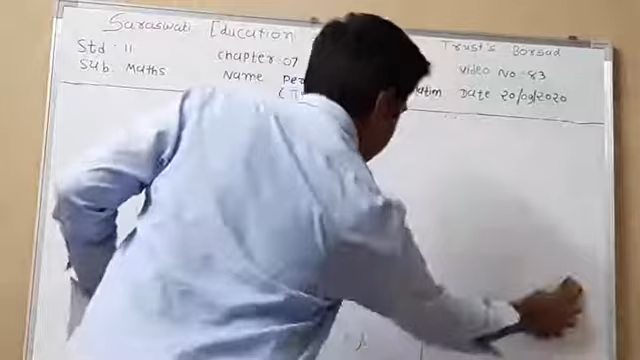 Saraswati Education Trust's Borsad
Std : 11 Chapter : 07 Video No : 83
Sub. Maths Name Date 20/09/2020